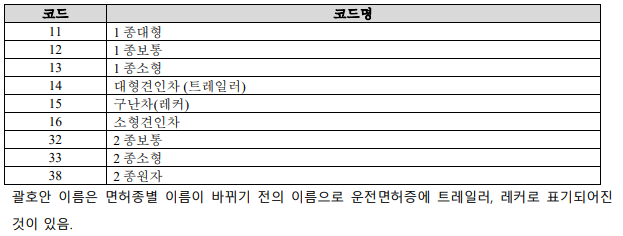 코드 코드명
11 1종대형
12 1종보통
13 1종소형
14 대형견인차 (트레일러)
15 구난차(레커)
16 소형견인차
32 2종보통
33 2종소형
38 2종원자
괄호안 이름은 면허종별 이름이 바뀌기 전의 이름으로 운전면허증에 트레일러, 레커로 표기되어진
것이 있음.